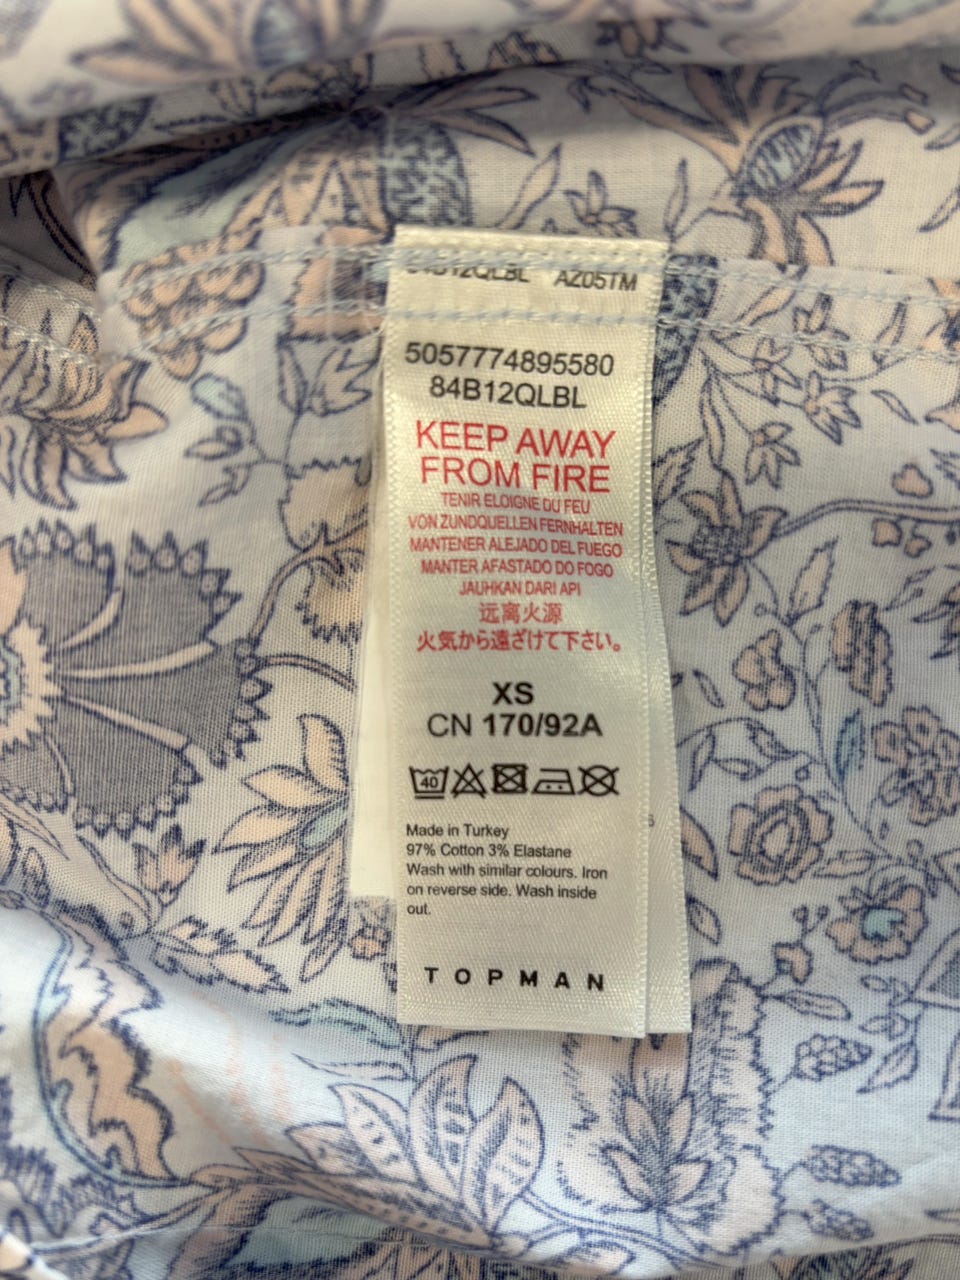 84B12QLBL AZ05TM
5057774895580
84B12QLBL
KEEP AWAY
FROM FIRE
TENIR ELOIGNE DU FEU
VON ZUNDQUELLEN FERNHALTEN
MANTENER ALEJADO DEL FUEGO
MANTER AFASTADO DO FOGO
JAUHKAN DARI API
远离火源
火気から遠ざけて下さい。
XS
CN 170/92A
40
Made in Turkey
97% Cotton 3% Elastane
Wash with similar colours. Iron
on reverse side. Wash inside
out.
TOPMAN